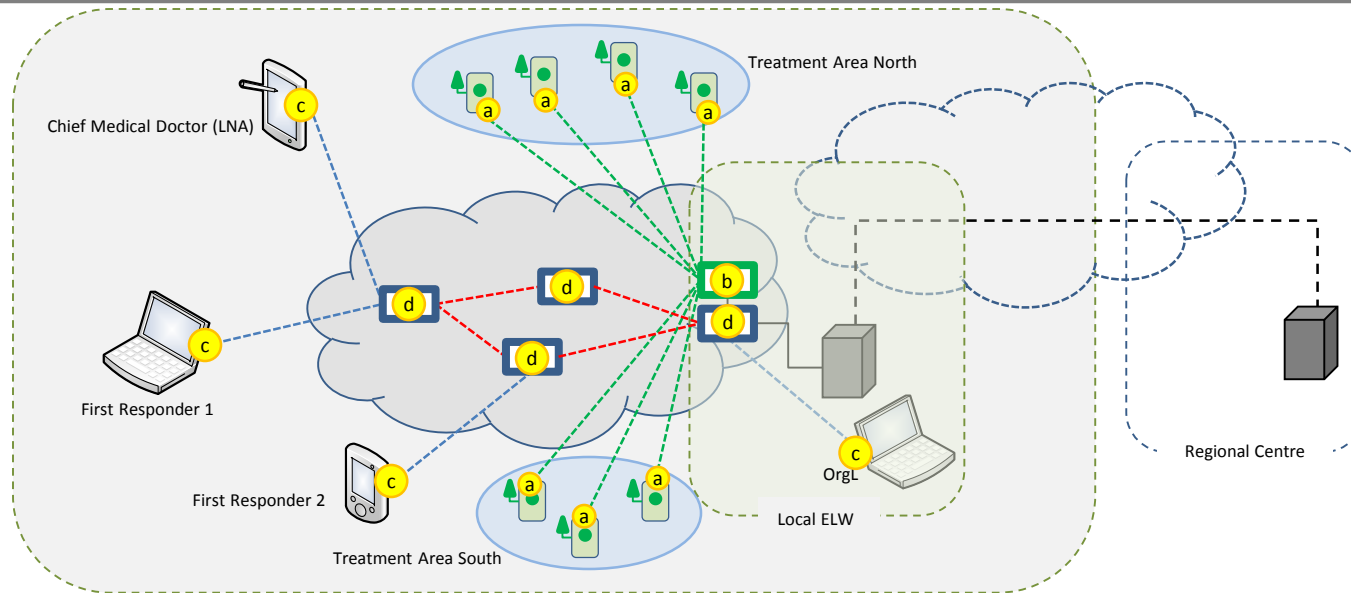 Treatment Area North
a
a
a
a
c
Chief Medical Doctor (LNA)
b
d
d
d
d
c
First Responder 1
c
First Responder 2
c
OrgL
Regional Centre
a
a
a
Local ELW
Treatment Area South